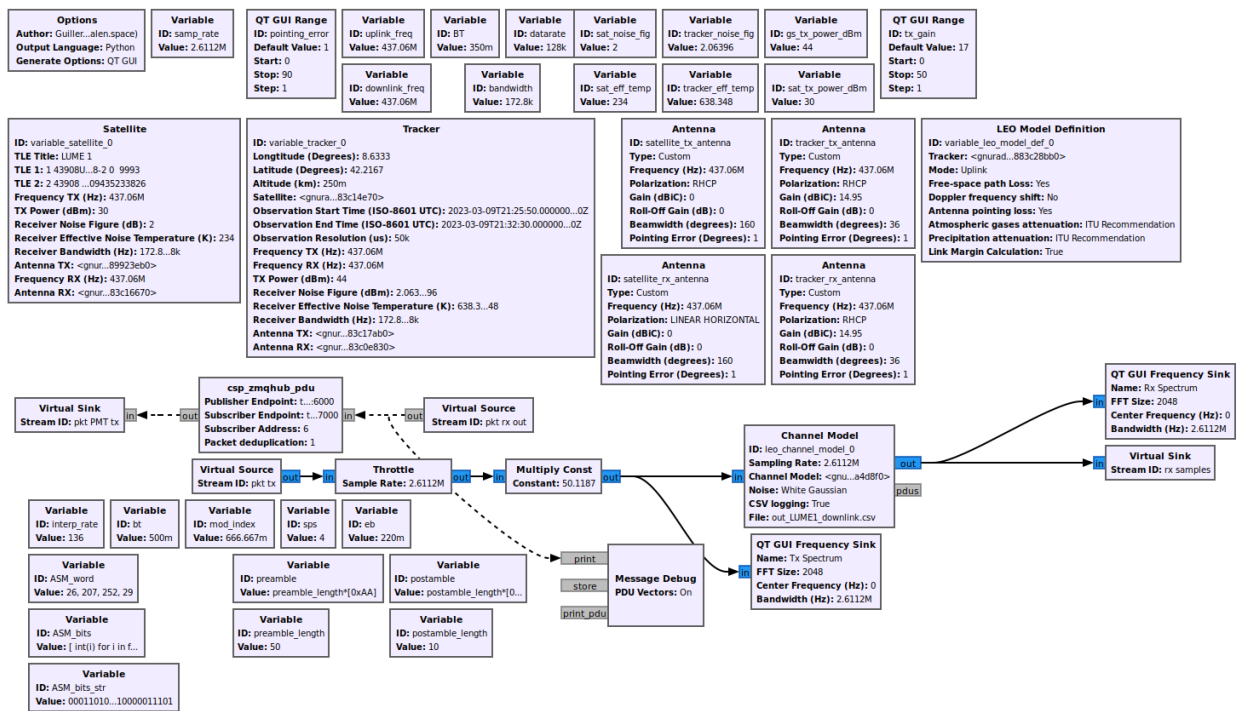 Options
Author: Guiller...alen.space)
Output Language: Python
Generate Options: QT GUI
Variable
ID: samp_rate
Value: 2.6112M
QT GUI Range
ID: pointing_error
Default Value: 1
Start: 0
Stop: 90
Step: 1
Variable
ID: uplink_freq
Value: 437.06M
Variable
ID: BT
Value: 350m
Variable
ID: datarate
Value: 128k
Variable
ID: sat_noise_fig
Value: 2
Variable
ID: tracker_noise_fig
Value: 2.06396
Variable
ID: gs_tx_power_dBm
Value: 44
QT GUI Range
ID: tx_gain
Default Value: 17
Start: 0
Stop: 50
Step: 1
Variable
ID: downlink_freq
Value: 437.06M
Variable
ID: bandwidth
Value: 172.8k
Variable
ID: sat_eff_temp
Value: 234
Variable
ID: tracker_eff_temp
Value: 638.348
Variable
ID: sat_tx_power_dBm
Value: 30
Satellite
ID: variable_satellite_0
TLE Title: LUME 1
TLE 1: 1 43908U...8-2 0 9993
TLE 2: 2 43908 ...09435233826
Frequency TX (Hz): 437.06M
TX Power (dBm): 30
Receiver Noise Figure (dB): 2
Receiver Effective Noise Temperature (K): 234
Receiver Bandwidth (Hz): 172.8...8k
Antenna TX: <gnur...89923eb0>
Frequency RX (Hz): 437.06M
Antenna RX: <gnur...83c16670>
Tracker
ID: variable_tracker_0
Longtitude (Degrees): 8.6333
Latitude (Degrees): 42.2167
Altitude (km): 250m
Satellite: <gnura...83c14e70>
Observation Start Time (ISO-8601 UTC): 2023-03-09T21:25:50.000000...0Z
Observation End Time (ISO-8601 UTC): 2023-03-09T21:32:30.000000...0Z
Observation Resolution (us): 50k
Frequency TX (Hz): 437.06M
Frequency RX (Hz): 437.06M
TX Power (dBm): 44
Receiver Noise Figure (dBm): 2.063...96
Receiver Effective Noise Temperature (K): 638.3...48
Receiver Bandwidth (Hz): 172.8...8k
Antenna TX: <gnur...83c17ab0>
Antenna RX: <gnur...83c0e830>
Antenna
ID: satellite_tx_antenna
Type: Custom
Frequency (Hz): 437.06M
Polarization: RHCP
Gain (dBiC): 0
Roll-Off Gain (dB): 0
Beamwidth (degrees): 160
Pointing Error (Degrees): 1
Antenna
ID: tracker_tx_antenna
Type: Custom
Frequency (Hz): 437.06M
Polarization: RHCP
Gain (dBiC): 14.95
Roll-Off Gain (dB): 0
Beamwidth (degrees): 36
Pointing Error (Degrees): 1
LEO Model Definition
ID: variable_leo_model_def_0
Tracker: <gnurad...883c28bb0>
Mode: Uplink
Free-space path Loss: Yes
Doppler frequency shift: No
Antenna pointing loss: Yes
Atmospheric gases attenuation: ITU Recommendation
Precipitation attenuation: ITU Recommendation
Link Margin Calculation: True
Antenna
ID: satellite_rx_antenna
Type: Custom
Frequency (Hz): 437.06M
Polarization: LINEAR HORIZONTAL
Gain (dBiC): 0
Roll-Off Gain (dB): 0
Beamwidth (degrees): 160
Pointing Error (Degrees): 1
Antenna
ID: tracker_rx_antenna
Type: Custom
Frequency (Hz): 437.06M
Polarization: RHCP
Gain (dBiC): 14.95
Roll-Off Gain (dB): 0
Beamwidth (degrees): 36
Pointing Error (Degrees): 1
Virtual Sink
Stream ID: pkt PMT tx
in
out
csp_zmqhub_pdu
Publisher Endpoint: t...:6000
Subscriber Endpoint: t...7000
Subscriber Address: 6
Packet deduplication: 1
in
out
Virtual Source
Stream ID: pkt rx out
Virtual Source
Stream ID: pkt tx
out
in
Throttle
Sample Rate: 2.6112M
out
in
Multiply Const
Constant: 50.1187
out
in
Channel Model
ID: leo_channel_model_0
Sampling Rate: 2.6112M
Channel Model: <gnu...a4d8f0>
Noise: White Gaussian
CSV logging: True
File: out_LUME1_downlink.csv
out
pdus
in
QT GUI Frequency Sink
Name: Rx Spectrum
FFT Size: 2048
Center Frequency (Hz): 0
Bandwidth (Hz): 2.6112M
in
Virtual Sink
Stream ID: rx samples
Variable
ID: interp_rate
Value: 136
Variable
ID: bt
Value: 500m
Variable
ID: mod_index
Value: 666.667m
Variable
ID: sps
Value: 4
Variable
ID: eb
Value: 220m
print
store
print_pdu
Message Debug
PDU Vectors: On
in
QT GUI Frequency Sink
Name: Tx Spectrum
FFT Size: 2048
Center Frequency (Hz): 0
Bandwidth (Hz): 2.6112M
Variable
ID: ASM_word
Value: 26, 207, 252, 29
Variable
ID: preamble
Value: preamble_length*[0xAA]
Variable
ID: postamble
Value: postamble_length*[0...
Variable
ID: ASM_bits
Value: [ int(i) for i in f...
Variable
ID: preamble_length
Value: 50
Variable
ID: postamble_length
Value: 10
Variable
ID: ASM_bits_str
Value: 00011010...10000011101